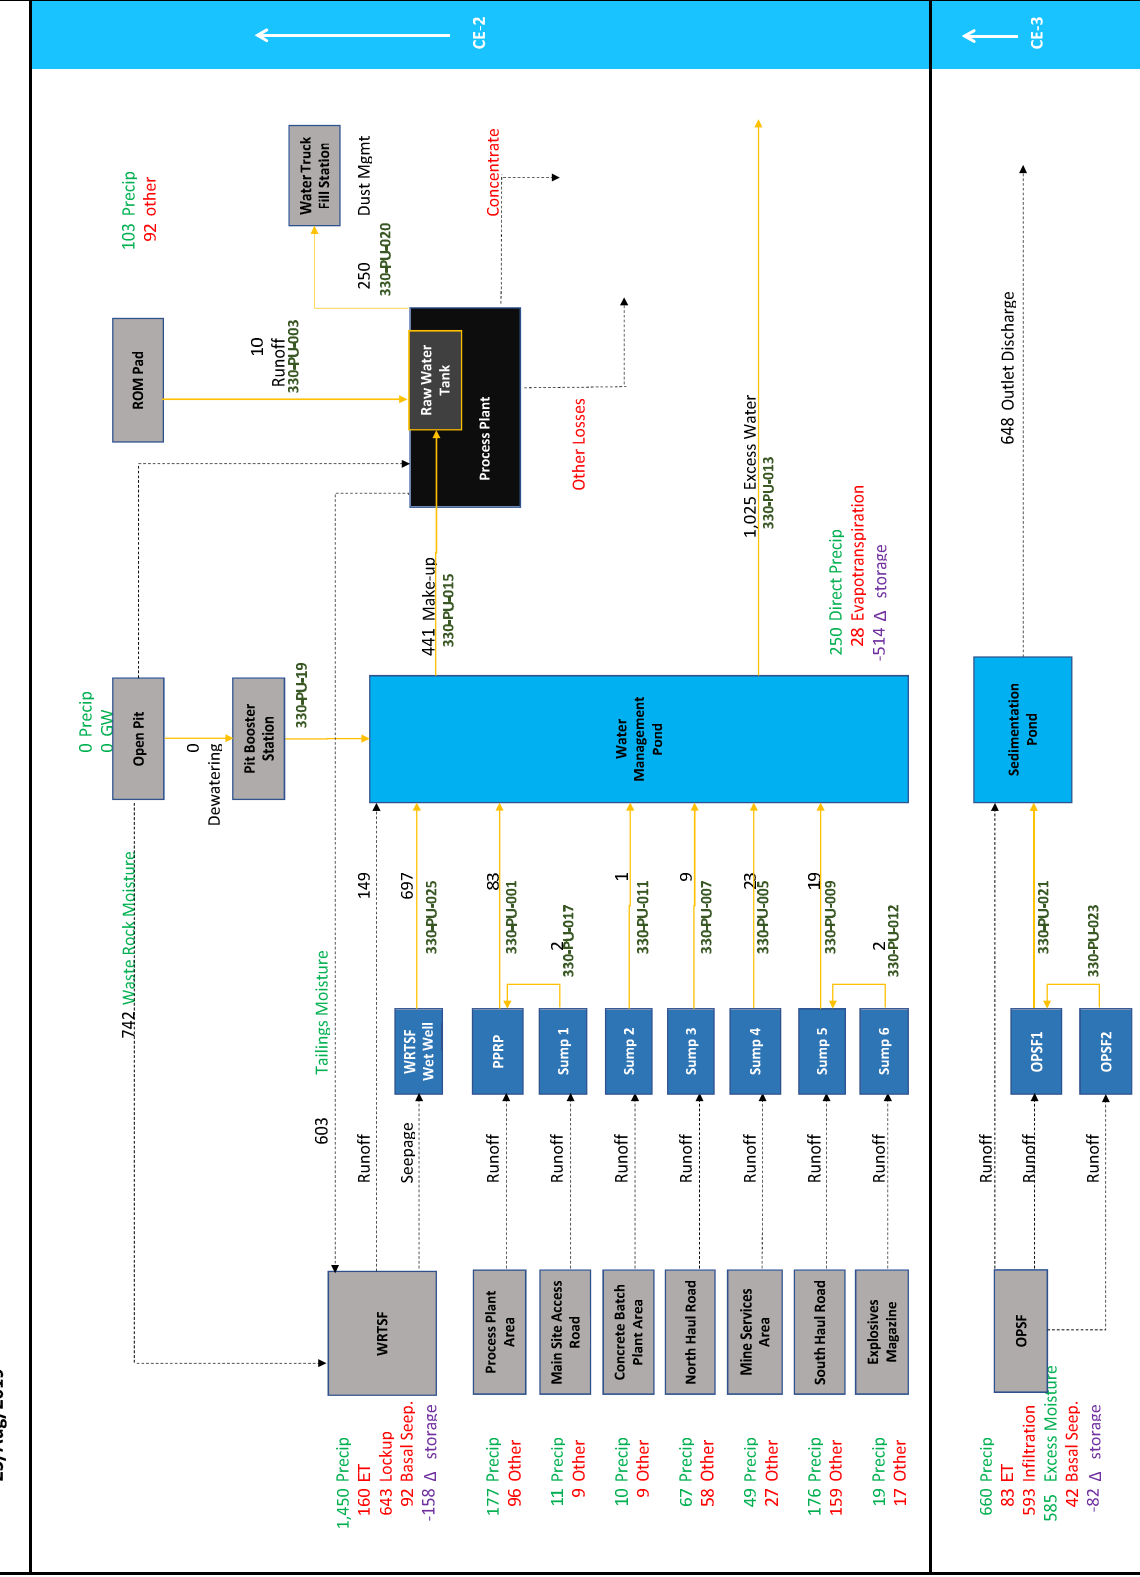 CE-2
CE-3
0 Precip
0 GW
Open Pit
0
Dewatering
Pit Booster
Station
330-PU-19
742 Waste Rock Moisture
603
Tailings Moisture
103 Precip
92 other
ROM Pad
10
Runoff
330-PU-003
Water Truck
Fill Station
Dust Mgmt
250
330-PU-020
Raw Water
Tank
Process Plant
Concentrate
Other Losses
441 Make-up
330-PU-015
1,025 Excess Water
330-PU-013
Water
Management
Pond
250 Direct Precip
28 Evapotranspiration
-514 Δ storage
1,450 Precip
160 ET
643 Lockup
92 Basal Seep.
-158 Δ storage
WRTSF
Runoff
149
Seepage
WRTSF
Wet Well
697
330-PU-025
177 Precip
96 Other
Process Plant
Area
Runoff
PPRP
83
330-PU-001
11 Precip
9 Other
Main Site Access
Road
Runoff
Sump 1
2
330-PU-017
10 Precip
9 Other
Concrete Batch
Plant Area
Runoff
Sump 2
1
330-PU-011
67 Precip
58 Other
North Haul Road
Runoff
Sump 3
9
330-PU-007
49 Precip
27 Other
Mine Services
Area
Runoff
Sump 4
23
330-PU-005
176 Precip
159 Other
South Haul Road
Runoff
Sump 5
19
330-PU-009
19 Precip
17 Other
Explosives
Magazine
Runoff
Sump 6
2
330-PU-012
660 Precip
83 ET
593 Infiltration
585 Excess Moisture
42 Basal Seep.
-82 Δ storage
OPSF
Runoff
Runoff
Runoff
OPSF1
OPSF2
330-PU-021
330-PU-023
Sedimentation
Pond
648 Outlet Discharge